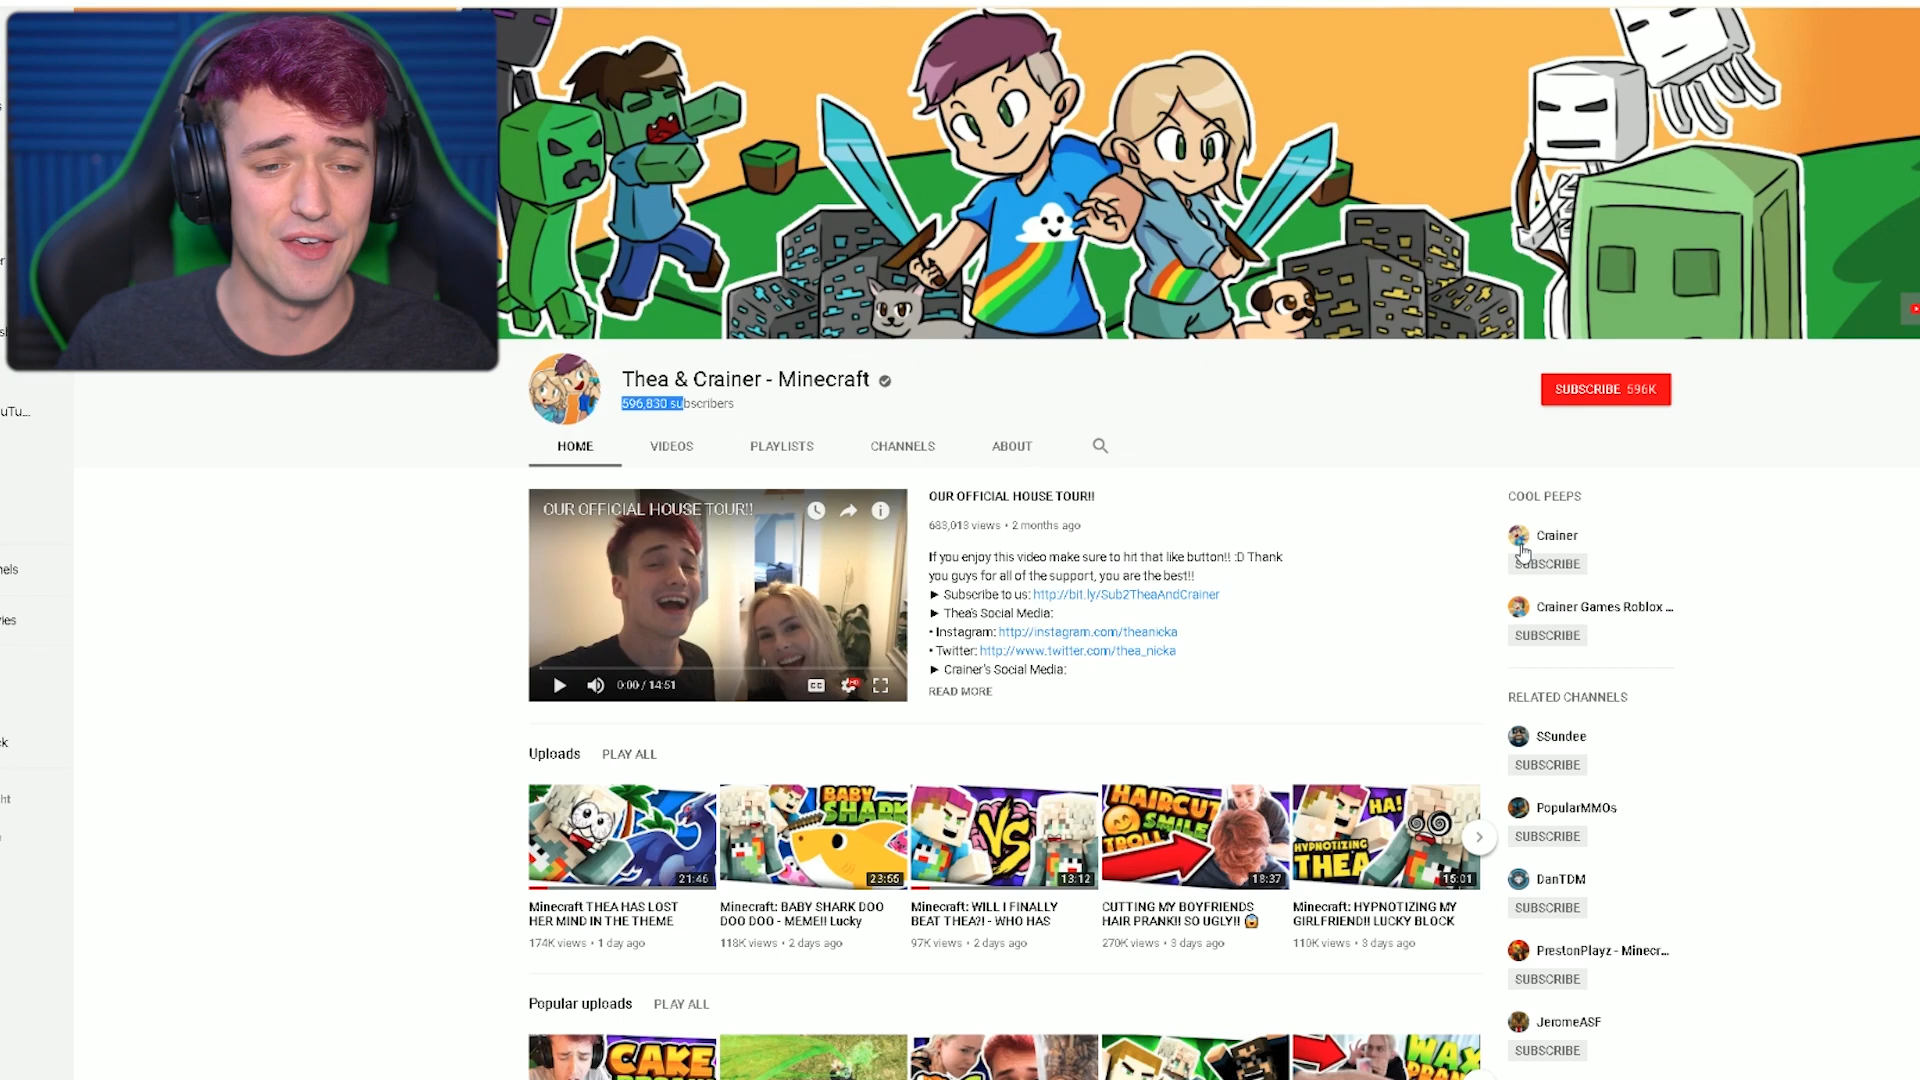 Thea & Crainer - Minecraft
596,830 subscribers
SUBSCRIBE 596K
HOME VIDEOS PLAYLISTS CHANNELS ABOUT
OUR OFFICIAL HOUSE TOUR!!
0:00 / 14:51
OUR OFFICIAL HOUSE TOUR!!
683,013 views • 2 months ago
If you enjoy this video make sure to hit that like button!! :D Thank
you guys for all of the support, you are the best!!
► Subscribe to us: http://bit.ly/Sub2TheaAndCrainer
► Thea's Social Media:
• Instagram: http://instagram.com/theanicka
• Twitter: http://www.twitter.com/thea_nicka
► Crainer's Social Media:
READ MORE
COOL PEEPS
Crainer
SUBSCRIBE
Crainer Games Roblox ...
SUBSCRIBE
RELATED CHANNELS
SSundee
SUBSCRIBE
PopularMMOs
SUBSCRIBE
DanTDM
SUBSCRIBE
PrestonPlayz - Minecr...
SUBSCRIBE
JeromeASF
SUBSCRIBE
Uploads PLAY ALL
21:46
BABY
SHARK
23:55
VS
13:12
HAIRCUT
SMILE
TROLL
18:37
HA!
HYPNOTIZING
THEA
15:01
Minecraft THEA HAS LOST
HER MIND IN THE THEME
174K views • 1 day ago
Minecraft: BABY SHARK DOO
DOO DOO - MEME!! Lucky
118K views • 2 days ago
Minecraft: WILL I FINALLY
BEAT THEA?! - WHO HAS
97K views • 2 days ago
CUTTING MY BOYFRIENDS
HAIR PRANK!! SO UGLY!! 😱
270K views • 3 days ago
Minecraft: HYPNOTIZING MY
GIRLFRIEND!! LUCKY BLOCK
110K views • 3 days ago
Popular uploads PLAY ALL
CAKE
WAX
uTu...